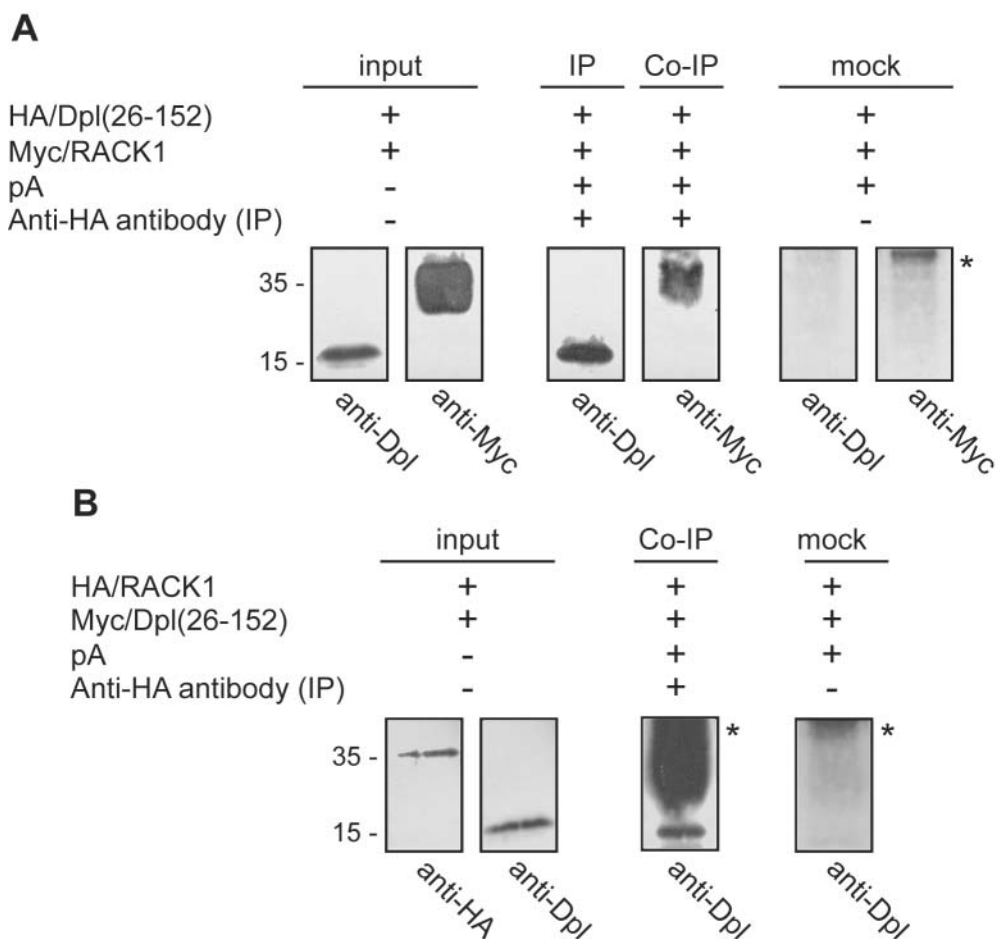 A
input IP Co-IP mock
HA/Dpl(26-152) + + + +
Myc/RACK1 + + + +
pA - + + +
Anti-HA antibody (IP) - + + -
35 - *
15 -
anti-Dpl anti-Myc anti-Dpl anti-Myc anti-Dpl anti-Myc
B
input Co-IP mock
HA/RACK1 + + +
Myc/Dpl(26-152) + + +
pA - + +
Anti-HA antibody (IP) - + -
* *
35 -
15 -
anti-HA anti-Dpl anti-Dpl anti-Dpl